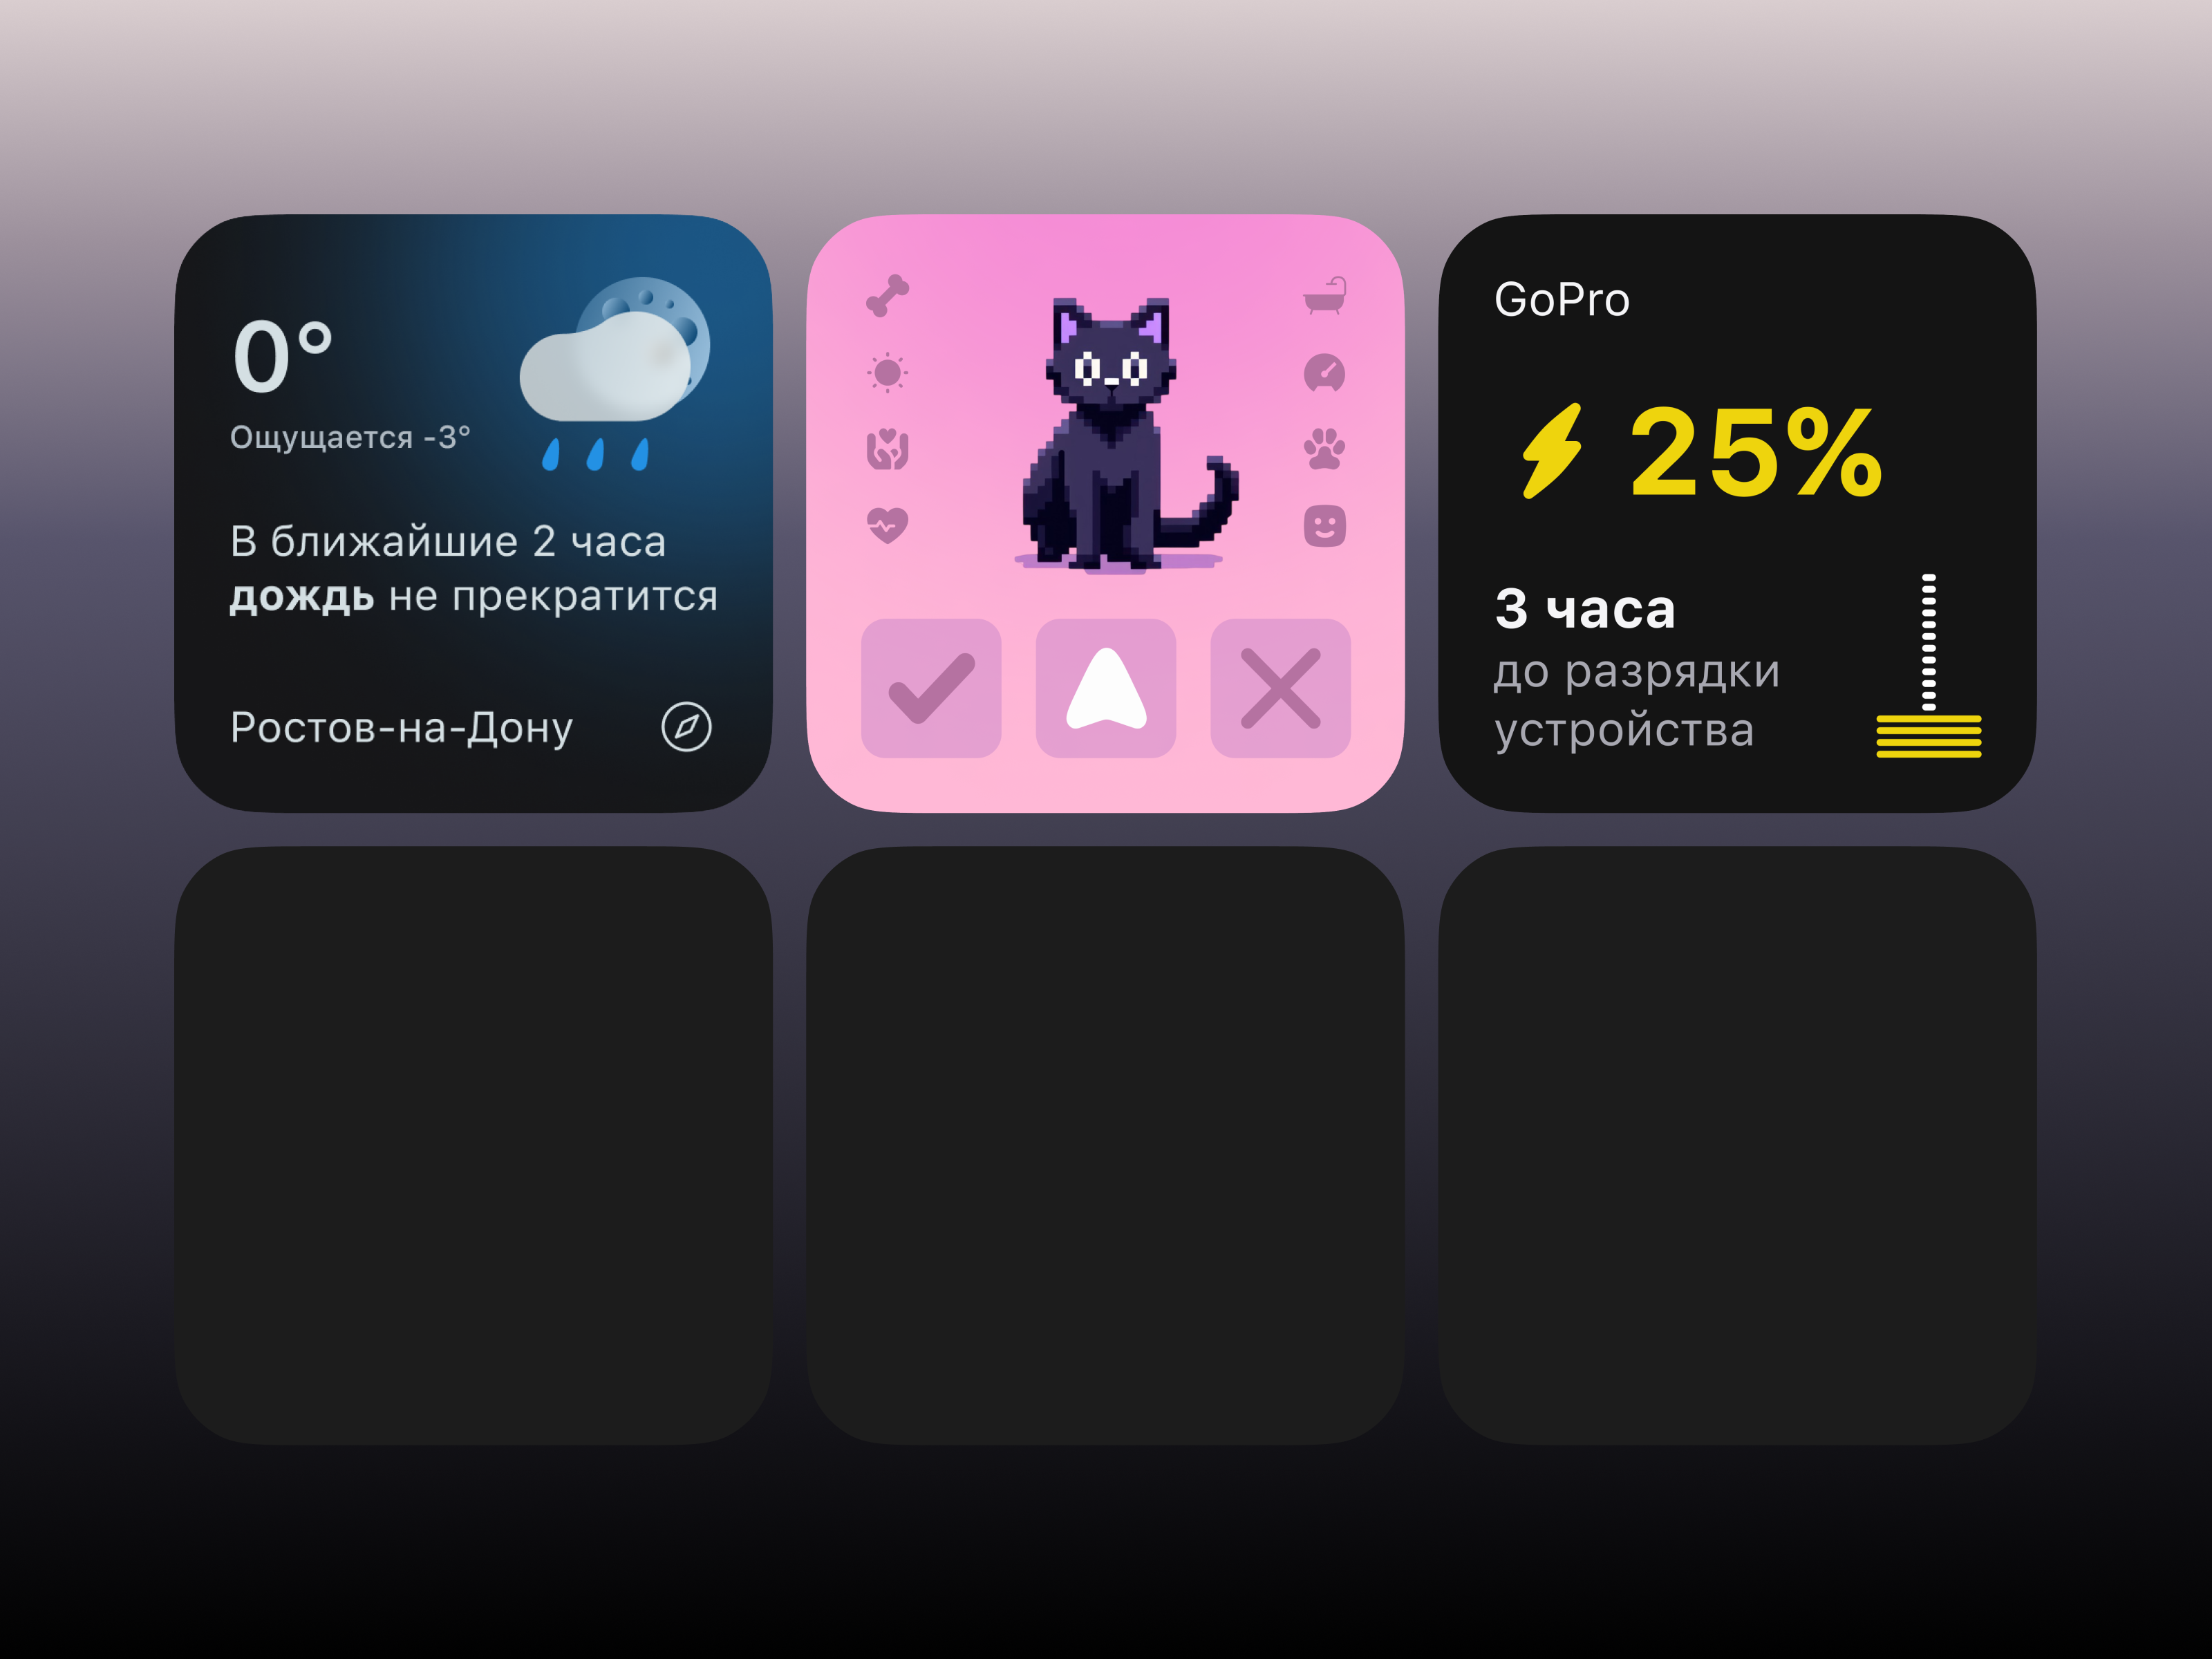 0°
Ощущается -3°
В ближайшие 2 часа
дождь не прекратится
Ростов-на-Дону
GoPro
25%
3 часа
до разрядки
устройства